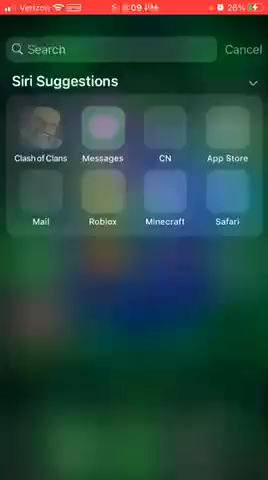 Verizon 26%
Search Cancel
Siri Suggestions
Clash of Clans Messages CN App Store
Mail Roblox Minecraft Safari